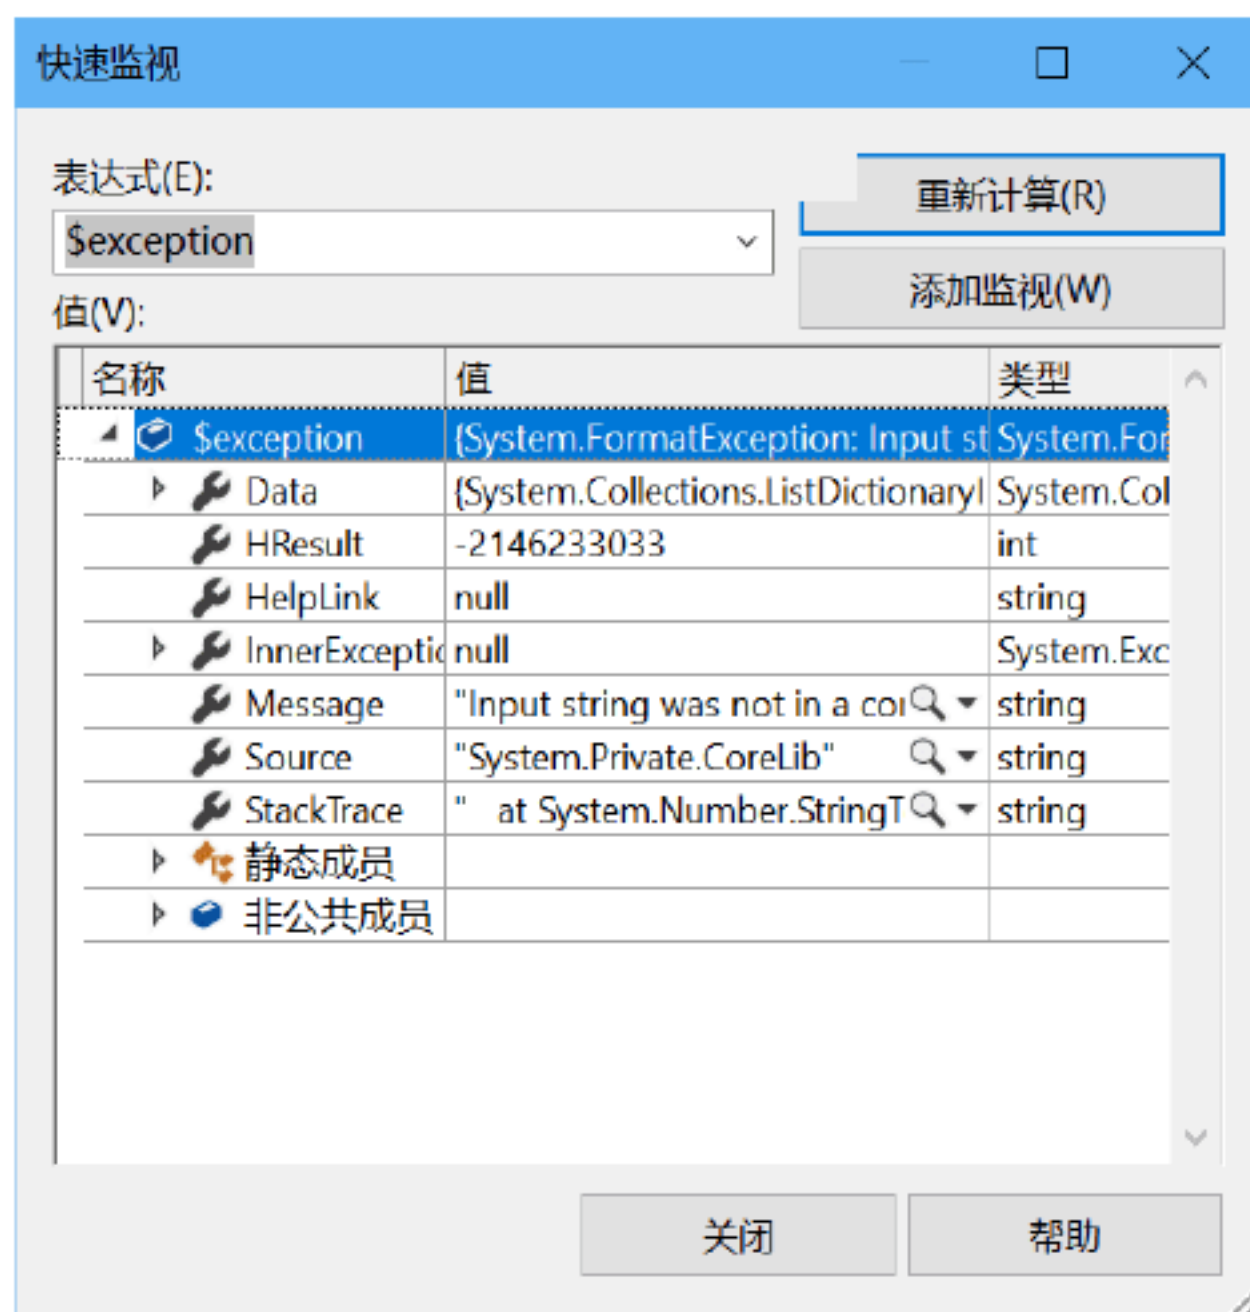 快速监视
表达式(E):
重新计算(R)
$exception
添加监视(W)
值(V):
名称 值 类型
$exception {System.FormatException: Input st System.For
Data {System.Collections.ListDictionaryI System.Col
HResult -2146233033 int
HelpLink null string
InnerExceptic null System.Exc
Message "Input string was not in a cor string
Source "System.Private.CoreLib" string
StackTrace " at System.Number.StringT string
静态成员
非公共成员
关闭 帮助